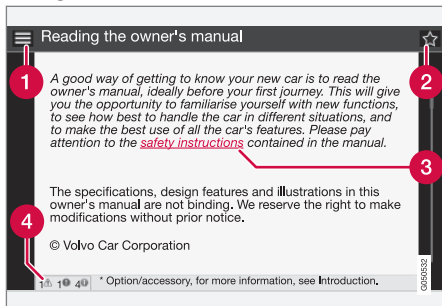 Reading the owner's manual
1
2
A good way of getting to know your new car is to read the
owner's manual, ideally before your first journey. This will give
you the opportunity to familiarise yourself with new functions,
to see how best to handle the car in different situations, and
to make the best use of all the car's features. Please pay
attention to the safety instructions contained in the manual.
3
The specifications, design features and illustrations in this
owner's manual are not binding. We reserve the right to make
modifications without prior notice.
4
© Volvo Car Corporation
1 1 4 * Option/accessory, for more information, see Introduction.
G050532